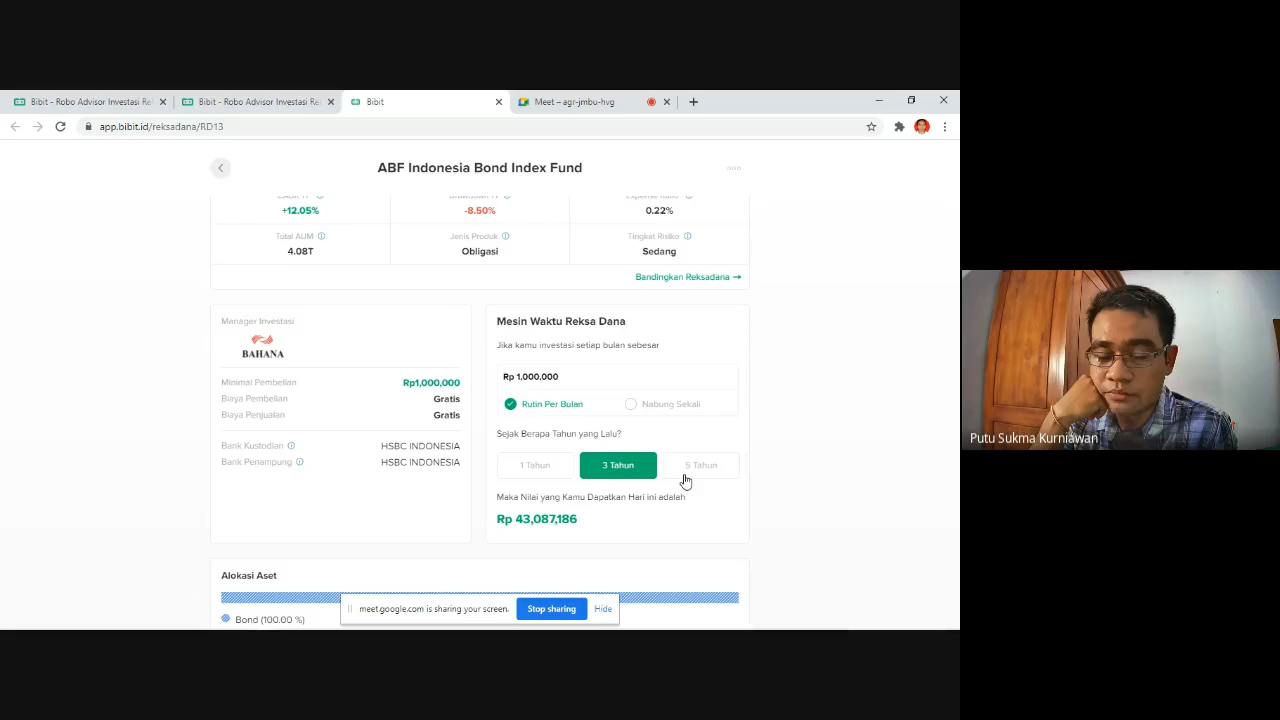 Bibit - Robo Advisor Investasi Re
Bibit - Robo Advisor Investasi Re
Bibit
Meet – agr-jmbu-hvg
app.bibit.id/reksadana/RD13
ABF Indonesia Bond Index Fund
+12.05%
-8.50%
0.22%
Total AUM
Jenis Produk
Tingkat Risiko
4.08T
Obligasi
Sedang
Bandingkan Reksadana →
Manager Investasi
BAHANA
Minimal Pembelian Rp1,000,000
Biaya Pembelian Gratis
Biaya Penjualan Gratis
Bank Kustodian HSBC INDONESIA
Bank Penampung HSBC INDONESIA
Mesin Waktu Reksa Dana
Jika kamu investasi setiap bulan sebesar
Rp 1,000,000
Rutin Per Bulan
Nabung Sekali
Sejak Berapa Tahun yang Lalu?
1 Tahun
3 Tahun
5 Tahun
Maka Nilai yang Kamu Dapatkan Hari ini adalah
Rp 43,087,186
Alokasi Aset
Bond (100.00 %)
meet.google.com is sharing your screen.
Stop sharing
Hide
Putu Sukma Kurniawan